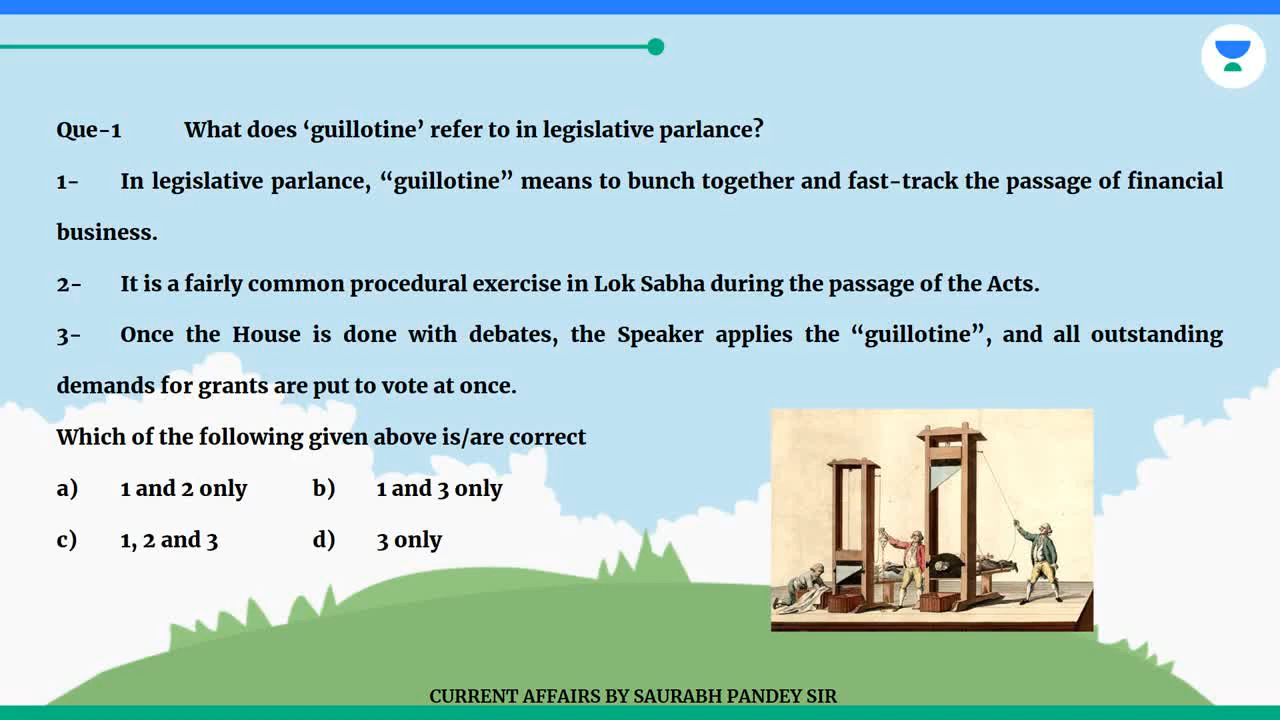 Que-1 What does ‘guillotine’ refer to in legislative parlance?
1- In legislative parlance, “guillotine” means to bunch together and fast-track the passage of financial
business.
2- It is a fairly common procedural exercise in Lok Sabha during the passage of the Acts.
3- Once the House is done with debates, the Speaker applies the “guillotine”, and all outstanding
demands for grants are put to vote at once.
Which of the following given above is/are correct
a) 1 and 2 only b) 1 and 3 only
c) 1, 2 and 3 d) 3 only
CURRENT AFFAIRS BY SAURABH PANDEY SIR